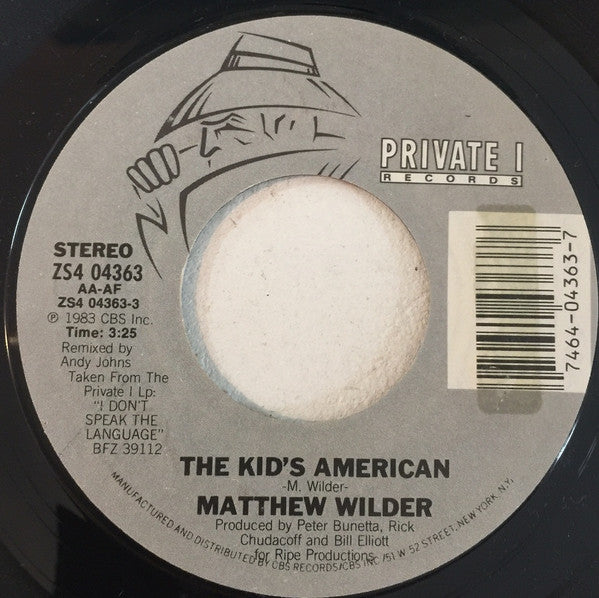 PRIVATE I
RECORDS
STEREO
ZS4 04363
AA-AF
ZS4 04363-3
℗ 1983 CBS Inc.
Time: 3:25
Remixed by
Andy Johns
Taken From The
Private I Lp:
"I DON'T
SPEAK THE
LANGUAGE"
BFZ 39112
7464-04363-7
THE KID'S AMERICAN
-M. Wilder-
MATTHEW WILDER
Produced by Peter Bunetta, Rick
Chudacoff and Bill Elliott
for Ripe Productions
MANUFACTURED AND DISTRIBUTED BY CBS RECORDS/CBS INC./51 W 52 STREET, NEW YORK, N.Y.